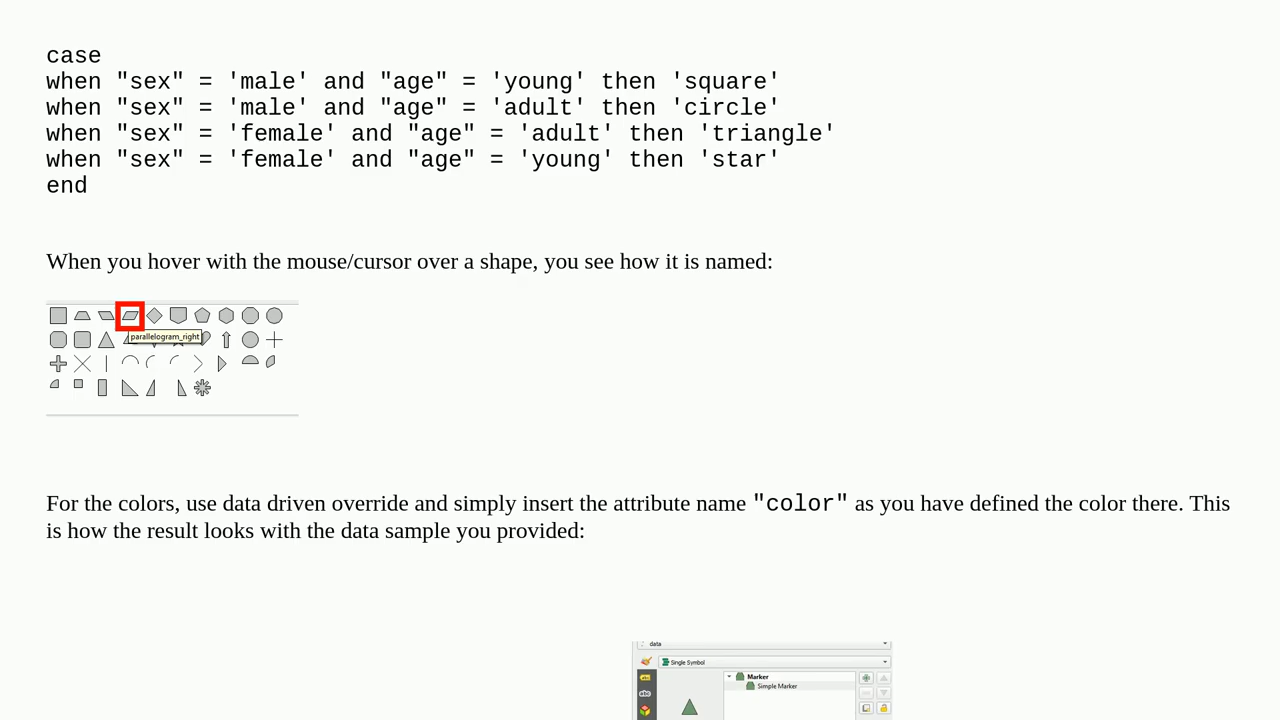 case
when "sex" = 'male' and "age" = 'young' then 'square'
when "sex" = 'male' and "age" = 'adult' then 'circle'
when "sex" = 'female' and "age" = 'adult' then 'triangle'
when "sex" = 'female' and "age" = 'young' then 'star'
end
When you hover with the mouse/cursor over a shape, you see how it is named:
parallelogram_right
For the colors, use data driven override and simply insert the attribute name "color" as you have defined the color there. This
is how the result looks with the data sample you provided:
data
Single Symbol
Marker
Simple Marker
abc
abc